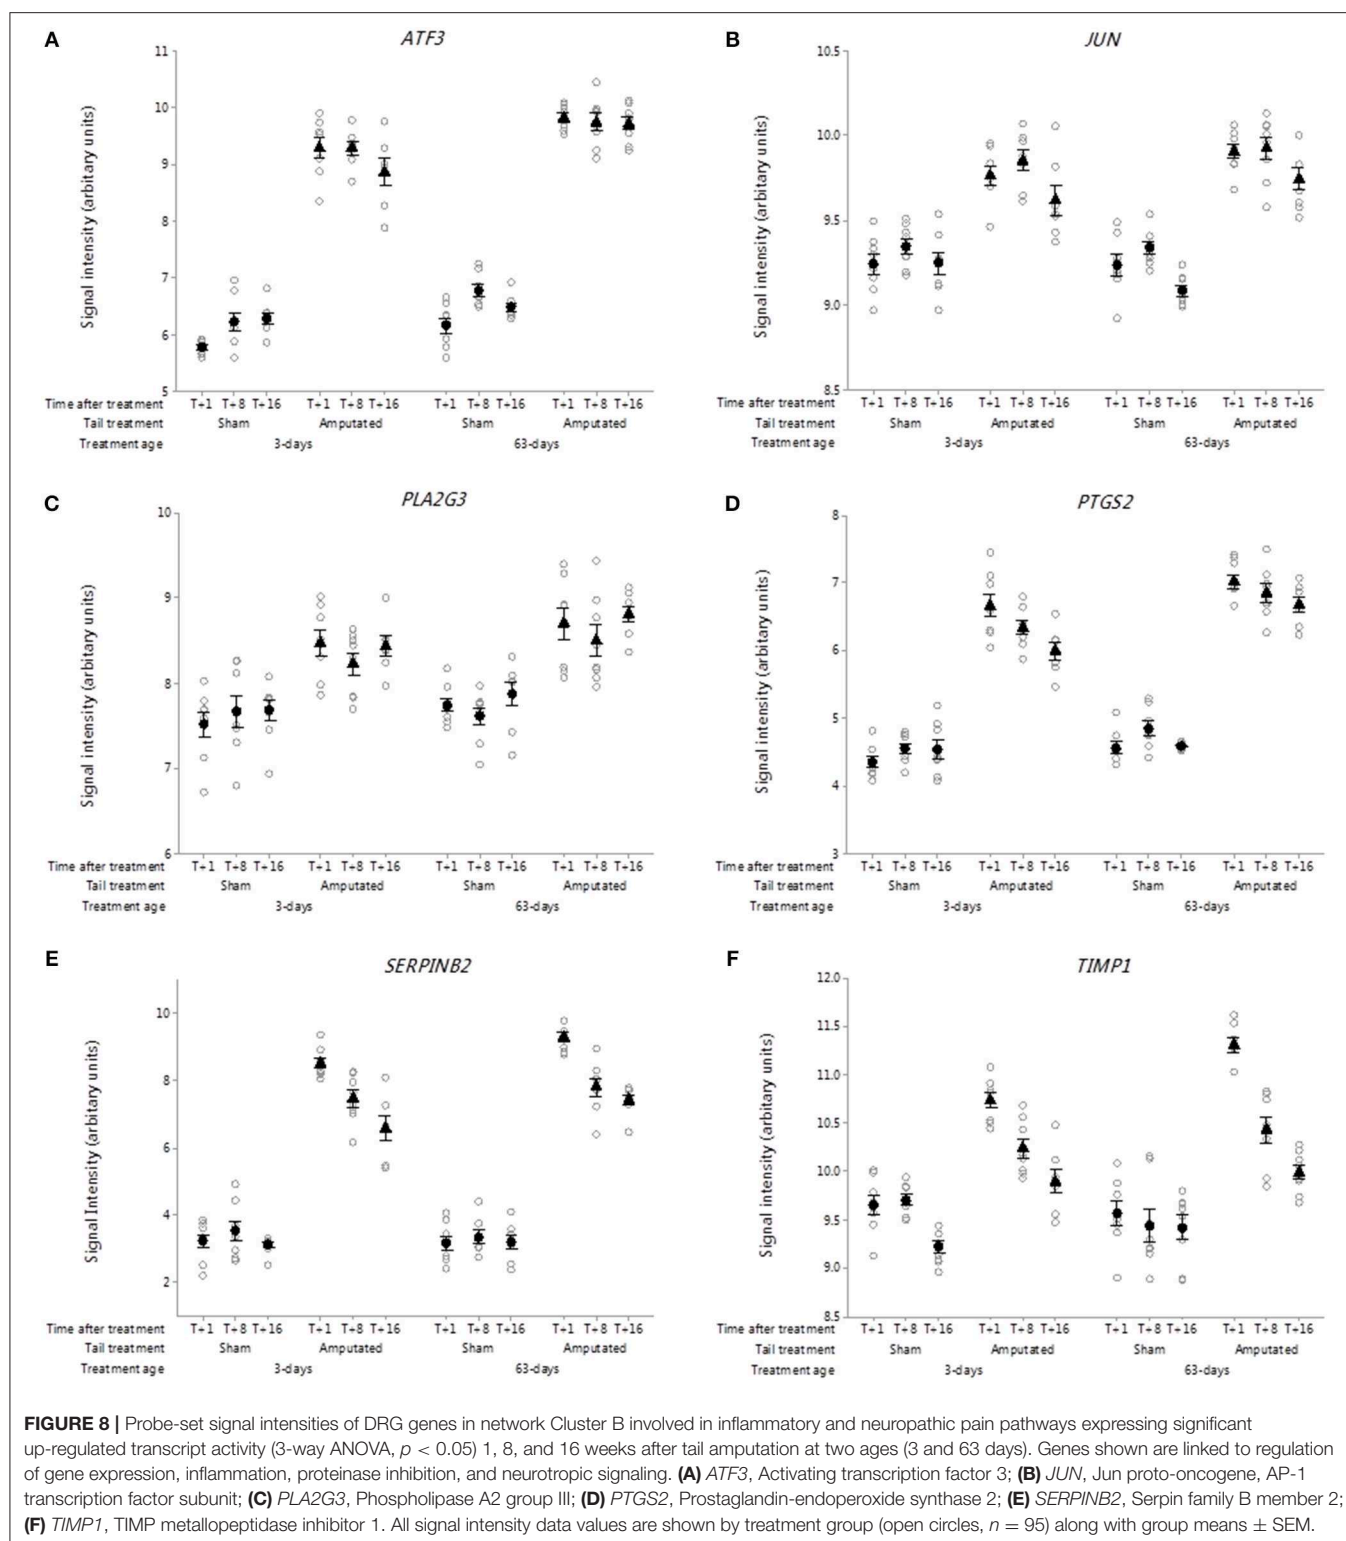 A
ATF3
Signal intensity (arbitary units)
11
10
9
8
7
6
5
Time after treatment T+1 T+8 T+16 T+1 T+8 T+16 T+1 T+8 T+16 T+1 T+8 T+16
Tail treatment Sham Amputated Sham Amputated
Treatment age 3-days 63-days
B
JUN
Signal intensity (arbitary units)
10.5
10.0
9.5
9.0
8.5
Time after treatment T+1 T+8 T+16 T+1 T+8 T+16 T+1 T+8 T+16 T+1 T+8 T+16
Tail treatment Sham Amputated Sham Amputated
Treatment age 3-days 63-days
C
PLA2G3
Signal intensity (arbitary units)
10
9
8
7
6
Time after treatment T+1 T+8 T+16 T+1 T+8 T+16 T+1 T+8 T+16 T+1 T+8 T+16
Tail treatment Sham Amputated Sham Amputated
Treatment age 3-days 63-days
D
PTGS2
Signal intensity (arbitary units)
8
7
6
5
4
3
Time after treatment T+1 T+8 T+16 T+1 T+8 T+16 T+1 T+8 T+16 T+1 T+8 T+16
Tail treatment Sham Amputated Sham Amputated
Treatment age 3-days 63-days
E
SERPINB2
Signal Intensity (arbitary units)
10
8
6
4
2
Time after treatment T+1 T+8 T+16 T+1 T+8 T+16 T+1 T+8 T+16 T+1 T+8 T+16
Tail treatment Sham Amputated Sham Amputated
Treatment age 3-days 63-days
F
TIMP1
Signal intensity (arbitary units)
12.0
11.5
11.0
10.5
10.0
9.5
9.0
8.5
Time after treatment T+1 T+8 T+16 T+1 T+8 T+16 T+1 T+8 T+16 T+1 T+8 T+16
Tail treatment Sham Amputated Sham Amputated
Treatment age 3-days 63-days
FIGURE 8 | Probe-set signal intensities of DRG genes in network Cluster B involved in inflammatory and neuropathic pain pathways expressing significant
up-regulated transcript activity (3-way ANOVA, p < 0.05) 1, 8, and 16 weeks after tail amputation at two ages (3 and 63 days). Genes shown are linked to regulation
of gene expression, inflammation, proteinase inhibition, and neurotropic signaling. (A) ATF3, Activating transcription factor 3; (B) JUN, Jun proto-oncogene, AP-1
transcription factor subunit; (C) PLA2G3, Phospholipase A2 group III; (D) PTGS2, Prostaglandin-endoperoxide synthase 2; (E) SERPINB2, Serpin family B member 2;
(F) TIMP1, TIMP metallopeptidase inhibitor 1. All signal intensity data values are shown by treatment group (open circles, n = 95) along with group means ± SEM.